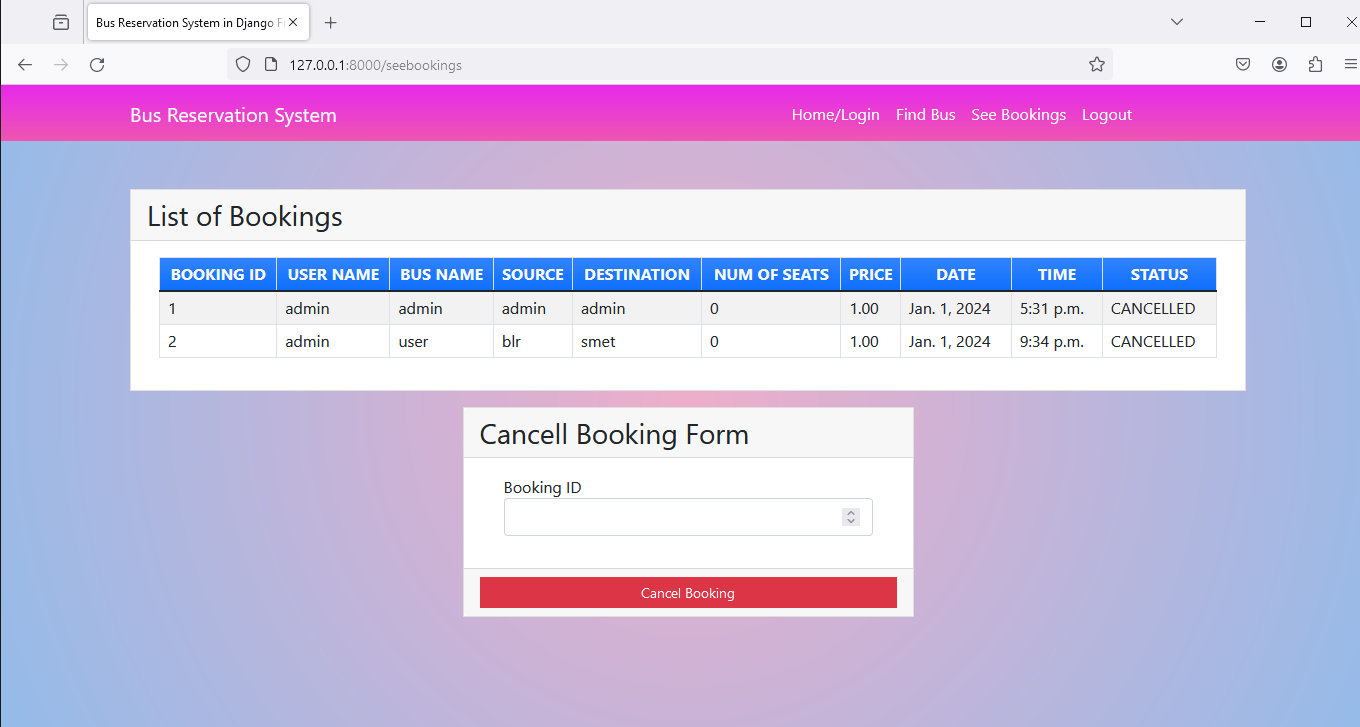 Bus Reservation System in Django F
127.0.0.1:8000/seebookings
Bus Reservation System Home/Login Find Bus See Bookings Logout
List of Bookings
BOOKING ID USER NAME BUS NAME SOURCE DESTINATION NUM OF SEATS PRICE DATE TIME STATUS
1 admin admin admin admin 0 1.00 Jan. 1, 2024 5:31 p.m. CANCELLED
2 admin user blr smet 0 1.00 Jan. 1, 2024 9:34 p.m. CANCELLED
Cancell Booking Form
Booking ID
Cancel Booking